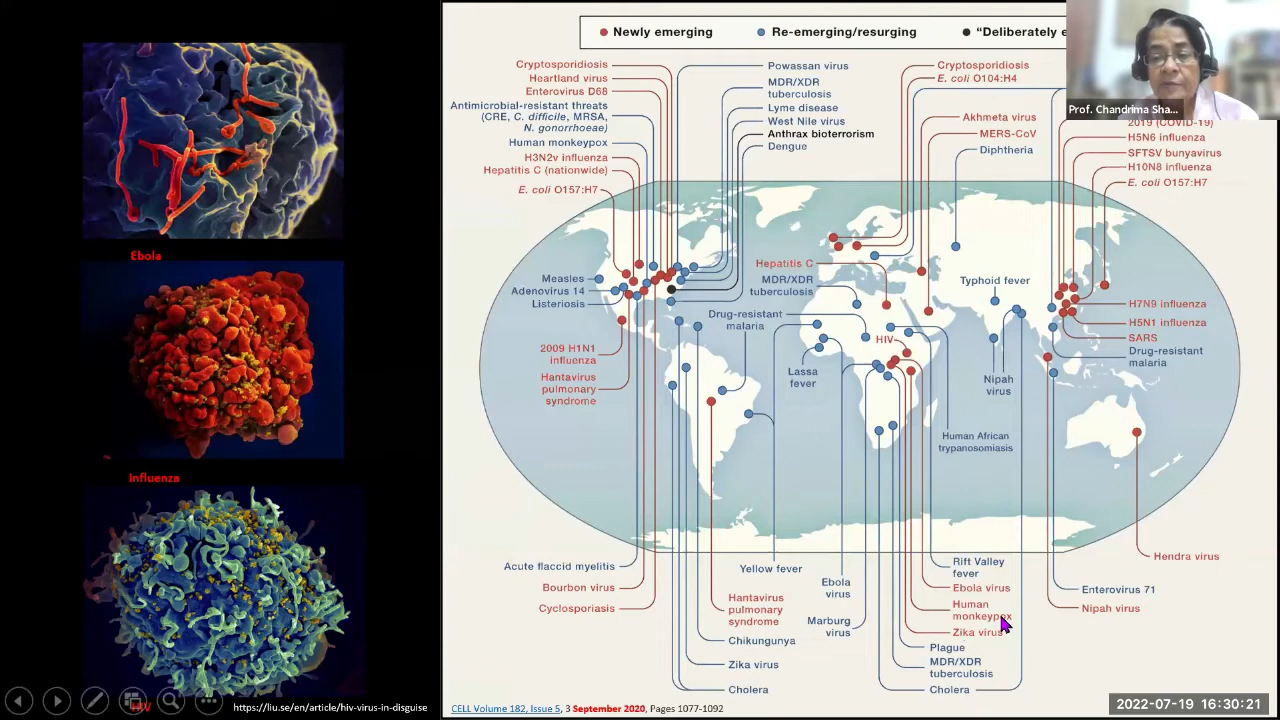 Ebola
Influenza
HIV
https://liu.se/en/article/hiv-virus-in-disguise
Newly emerging
Re-emerging/resurging
"Deliberately
Cryptosporidiosis
Heartland virus
Enterovirus D68
Antimicrobial-resistant threats
(CRE, C. difficile, MRSA,
N. gonorrhoeae)
Human monkeypox
H3N2v influenza
Hepatitis C (nationwide)
E. coli O157:H7
Powassan virus
MDR/XDR
tuberculosis
Lyme disease
West Nile virus
Anthrax bioterrorism
Dengue
Cryptosporidiosis
E. coli O104:H4
Akhmeta virus
MERS-CoV
Diphtheria
Prof. Chandrima Sha...
2019 (COVID-19)
H5N6 influenza
SFTSV bunyavirus
H10N8 influenza
E. coli O157:H7
Measles
Adenovirus 14
Listeriosis
2009 H1N1
influenza
Hantavirus
pulmonary
syndrome
Hepatitis C
MDR/XDR
tuberculosis
Drug-resistant
malaria
HIV
Lassa
fever
Typhoid fever
Nipah
virus
Human African
trypanosomiasis
H7N9 influenza
H5N1 influenza
SARS
Drug-resistant
malaria
Acute flaccid myelitis
Bourbon virus
Cyclosporiasis
Hantavirus
pulmonary
syndrome
Chikungunya
Zika virus
Cholera
Yellow fever
Ebola
virus
Marburg
virus
Rift Valley
fever
Ebola virus
Human
monkeypox
Zika virus
Plague
MDR/XDR
tuberculosis
Cholera
Hendra virus
Enterovirus 71
Nipah virus
CELL Volume 182, Issue 5, 3 September 2020, Pages 1077-1092
2022-07-19 16:30:21